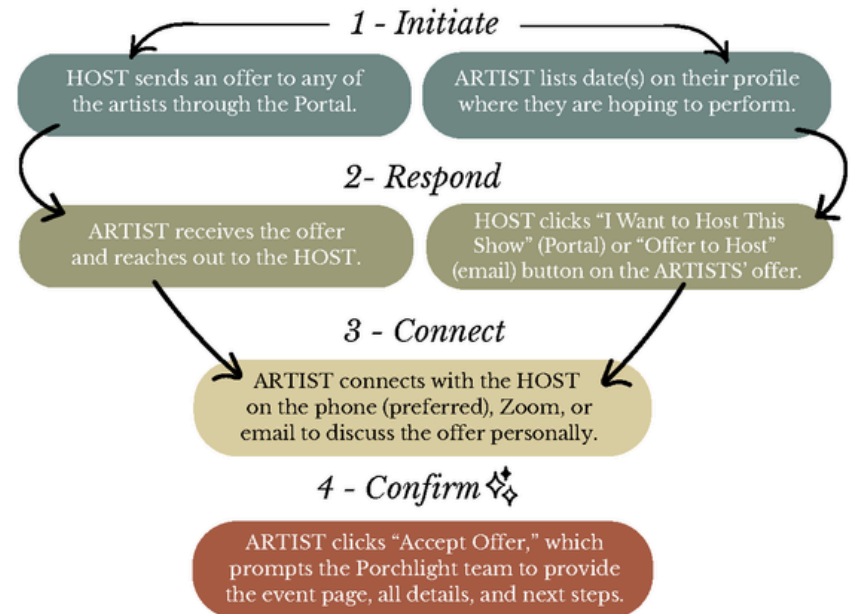 1 - Initiate
HOST sends an offer to any of
the artists through the Portal.
ARTIST lists date(s) on their profile
where they are hoping to perform.
2- Respond
ARTIST receives the offer
and reaches out to the HOST.
HOST clicks “I Want to Host This
Show” (Portal) or “Offer to Host”
(email) button on the ARTISTS’ offer.
3 - Connect
ARTIST connects with the HOST
on the phone (preferred), Zoom, or
email to discuss the offer personally.
4 - Confirm
ARTIST clicks “Accept Offer,” which
prompts the Porchlight team to provide
the event page, all details, and next steps.